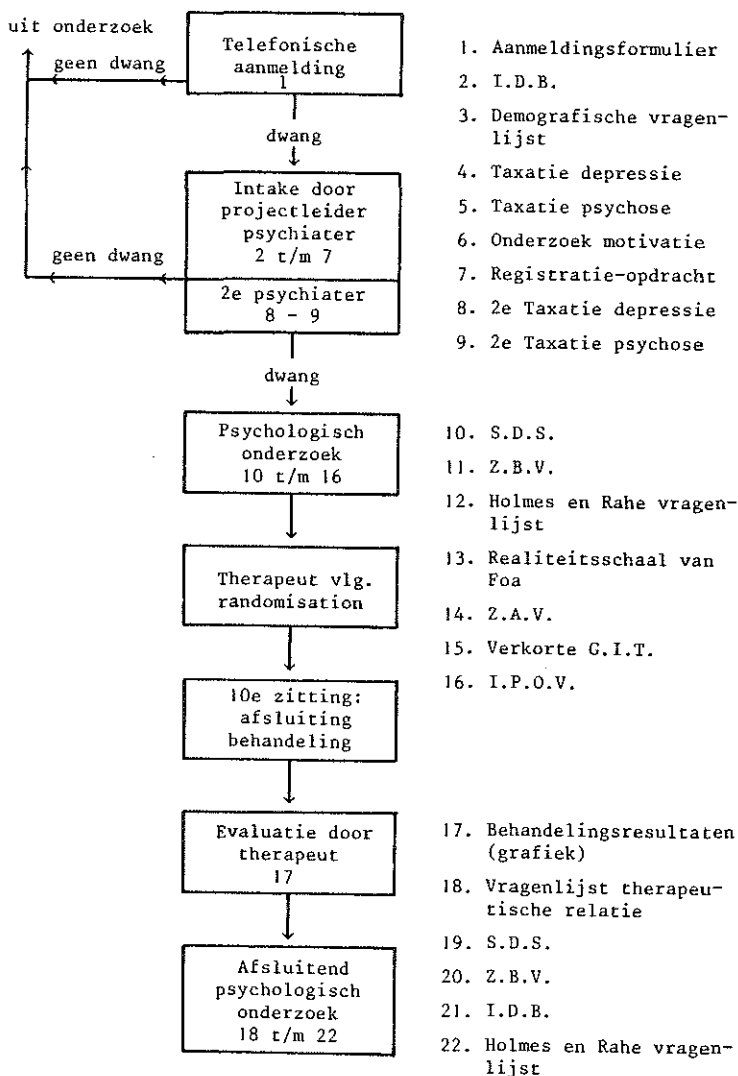 uit onderzoek
geen dwang
Telefonische
aanmelding
1
dwang
Intake door
projectleider
psychiater
2 t/m 7
geen dwang
2e psychiater
8 - 9
dwang
Psychologisch
onderzoek
10 t/m 16
Therapeut vlg.
randomisation
10e zitting:
afsluiting
behandeling
Evaluatie door
therapeut
17
Afsluitend
psychologisch
onderzoek
18 t/m 22
1. Aanmeldingsformulier
2. I.D.B.
3. Demografische vragen-
lijst
4. Taxatie depressie
5. Taxatie psychose
6. Onderzoek motivatie
7. Registratie-opdracht
8. 2e Taxatie depressie
9. 2e Taxatie psychose
10. S.D.S.
11. Z.B.V.
12. Holmes en Rahe vragen-
lijst
13. Realiteitsschaal van
Foa
14. Z.A.V.
15. Verkorte G.I.T.
16. I.P.O.V.
17. Behandelingsresultaten
(grafiek)
18. Vragenlijst therapeu-
tische relatie
19. S.D.S.
20. Z.B.V.
21. I.D.B.
22. Holmes en Rahe vragen-
lijst